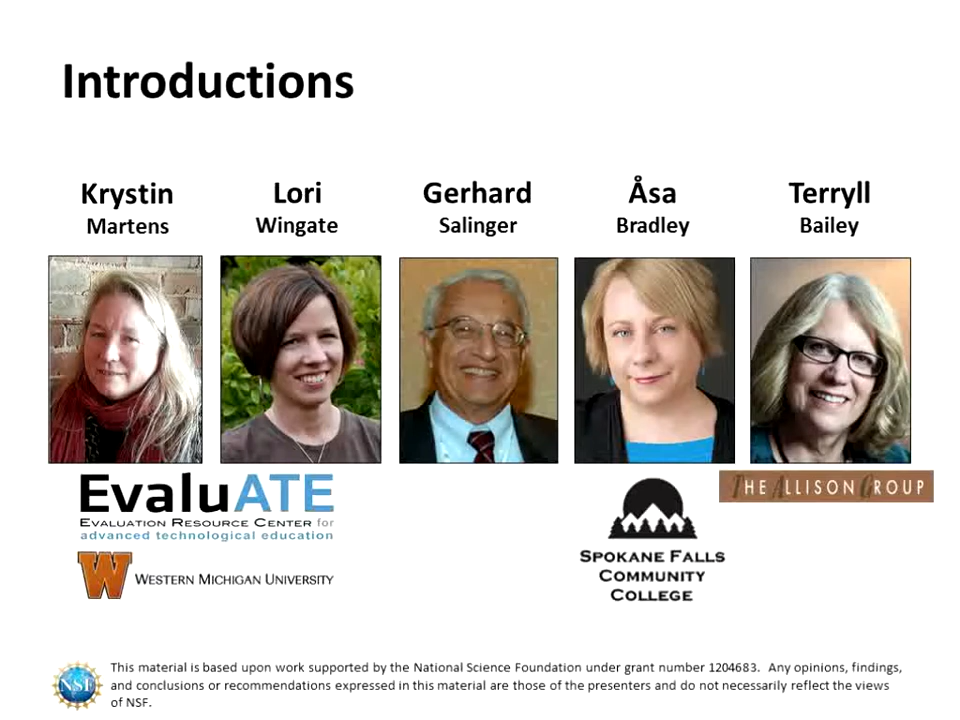 Introductions
Krystin
Martens
Lori
Wingate
Gerhard
Salinger
Åsa
Bradley
Terryll
Bailey
EvaluATE
EVALUATION RESOURCE CENTER for
advanced technological education
W WESTERN MICHIGAN UNIVERSITY
SPOKANE FALLS
COMMUNITY
COLLEGE
THE ALLISON GROUP
NSF
This material is based upon work supported by the National Science Foundation under grant number 1204683. Any opinions, findings,
and conclusions or recommendations expressed in this material are those of the presenters and do not necessarily reflect the views
of NSF.